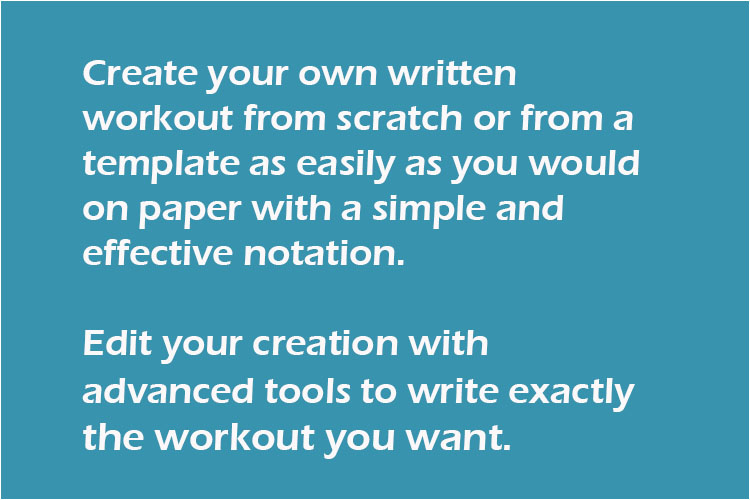 Create your own written
workout from scratch or from a
template as easily as you would
on paper with a simple and
effective notation.
Edit your creation with
advanced tools to write exactly
the workout you want.